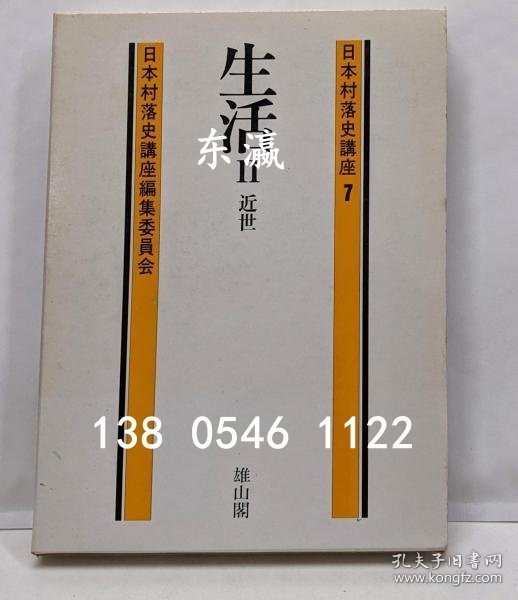 日本村落史講座 7
生活 II
近世
日本村落史講座編集委員会
雄山閣
东瀛
138 0546 1122
孔夫子旧书网
www.kongfz.com